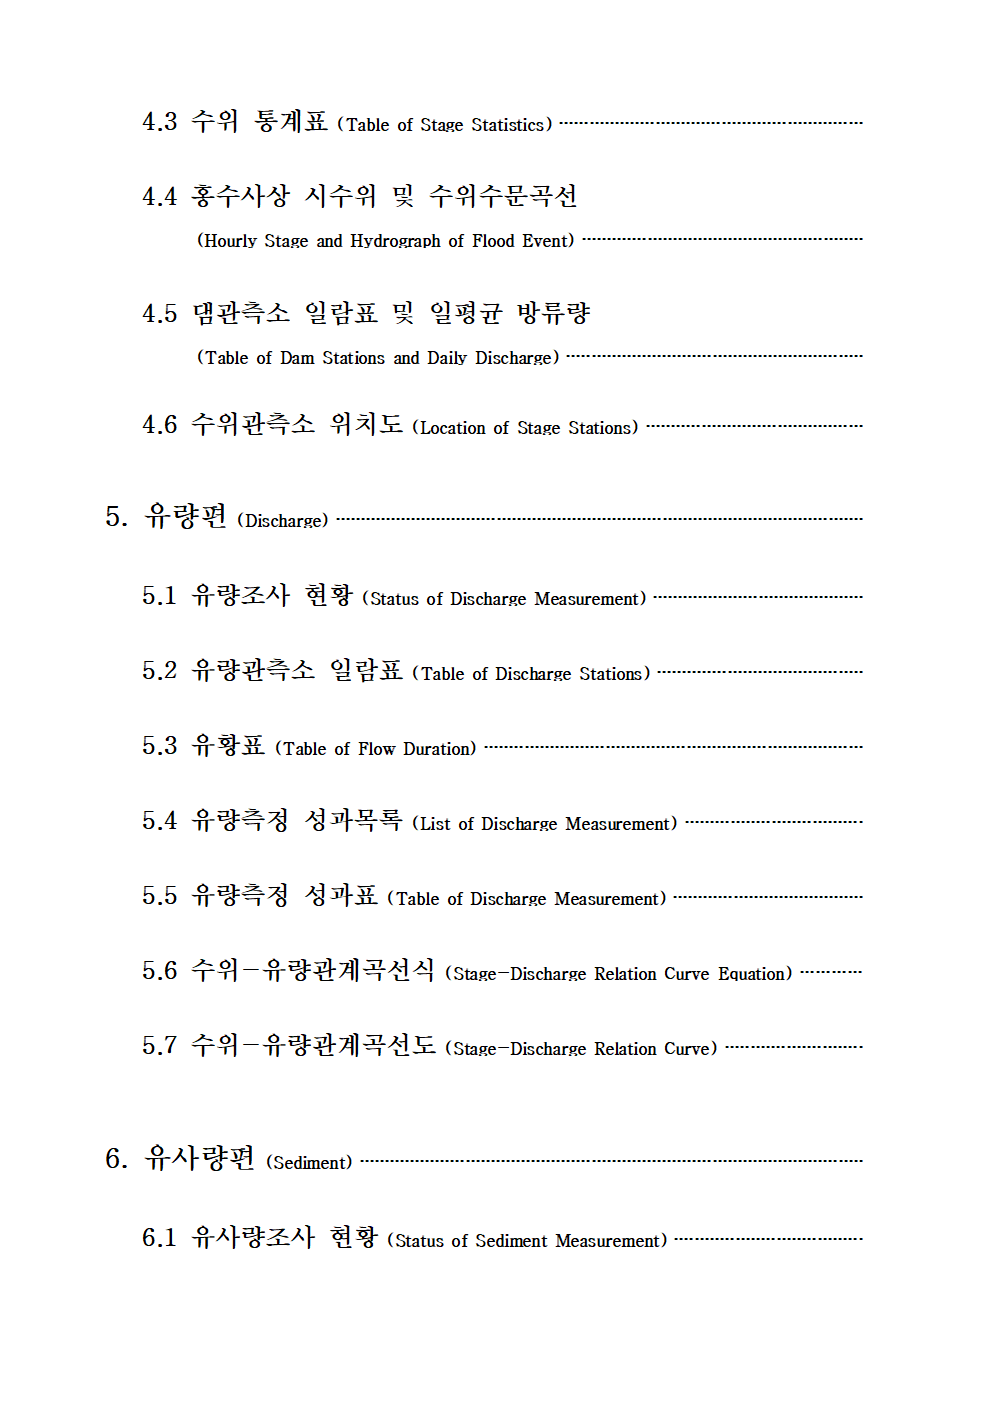 4.3 수위 통계표 (Table of Stage Statistics)
4.4 홍수사상 시수위 및 수위수문곡선
(Hourly Stage and Hydrograph of Flood Event)
4.5 댐관측소 일람표 및 일평균 방류량
(Table of Dam Stations and Daily Discharge)
4.6 수위관측소 위치도 (Location of Stage Stations)
5. 유량편 (Discharge)
5.1 유량조사 현황 (Status of Discharge Measurement)
5.2 유량관측소 일람표 (Table of Discharge Stations)
5.3 유황표 (Table of Flow Duration)
5.4 유량측정 성과목록 (List of Discharge Measurement)
5.5 유량측정 성과표 (Table of Discharge Measurement)
5.6 수위-유량관계곡선식 (Stage-Discharge Relation Curve Equation)
5.7 수위-유량관계곡선도 (Stage-Discharge Relation Curve)
6. 유사량편 (Sediment)
6.1 유사량조사 현황 (Status of Sediment Measurement)